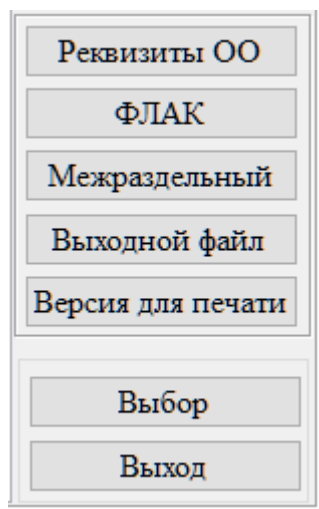 Реквизиты ОО
ФЛАК
Межраздельный
Выходной файл
Версия для печати
Выбор
Выход